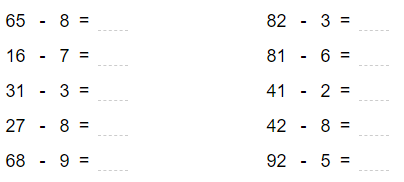 65 - 8 = 82 - 3 =
16 - 7 = 81 - 6 =
31 - 3 = 41 - 2 =
27 - 8 = 42 - 8 =
68 - 9 = 92 - 5 =